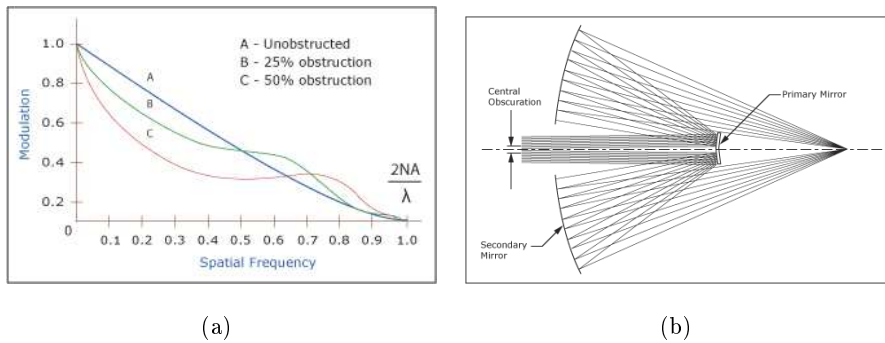 1.0
0.8
0.6
0.4
0.2
0
Modulation
A
B
C
A - Unobstructed
B - 25% obstruction
C - 50% obstruction
2NA
λ
0.1 0.2 0.3 0.4 0.5 0.6 0.7 0.8 0.9 1.0
Spatial Frequency
(a)
Central
Obscuration
Primary Mirror
Secondary
Mirror
(b)